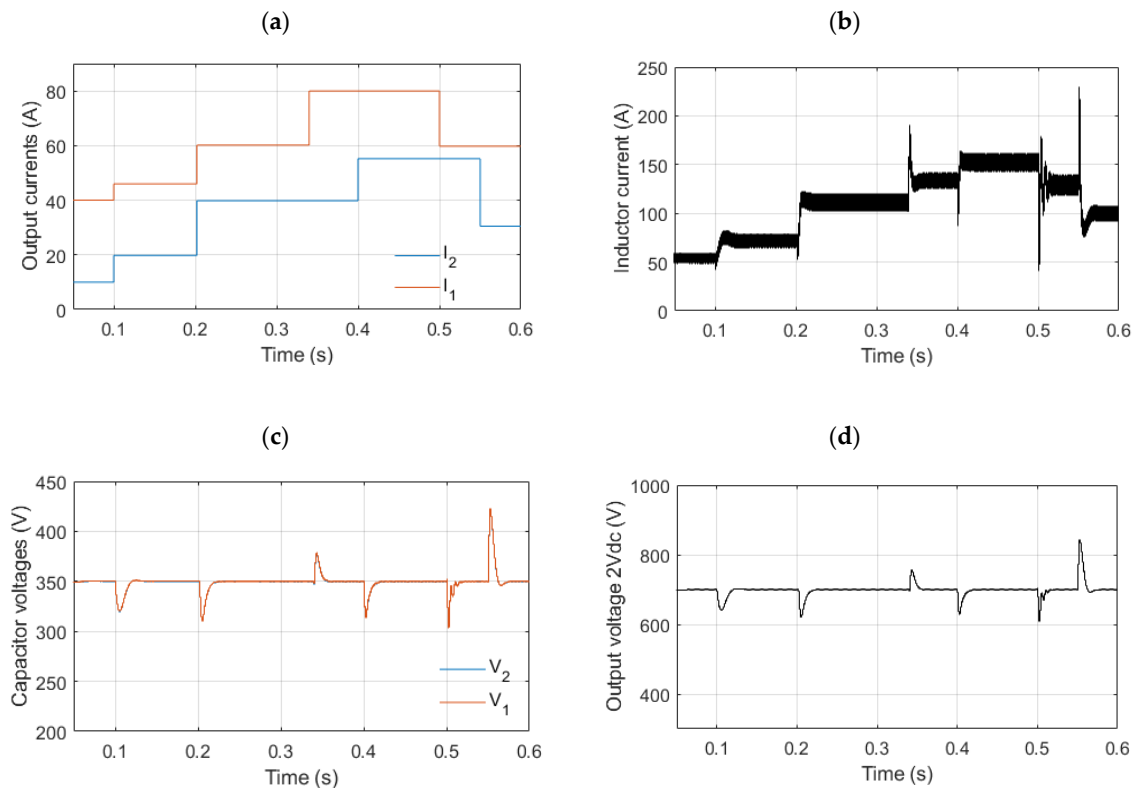 (a)
Output currents (A)
80
60
40
20
0
I2
I1
0.1 0.2 0.3 0.4 0.5 0.6
Time (s)
(b)
Inductor current (A)
250
200
150
100
50
0
0.1 0.2 0.3 0.4 0.5 0.6
Time (s)
(c)
Capacitor voltages (V)
450
400
350
300
250
200
V2
V1
0.1 0.2 0.3 0.4 0.5 0.6
Time (s)
(d)
Output voltage 2Vdc (V)
1000
800
600
400
0.1 0.2 0.3 0.4 0.5 0.6
Time (s)